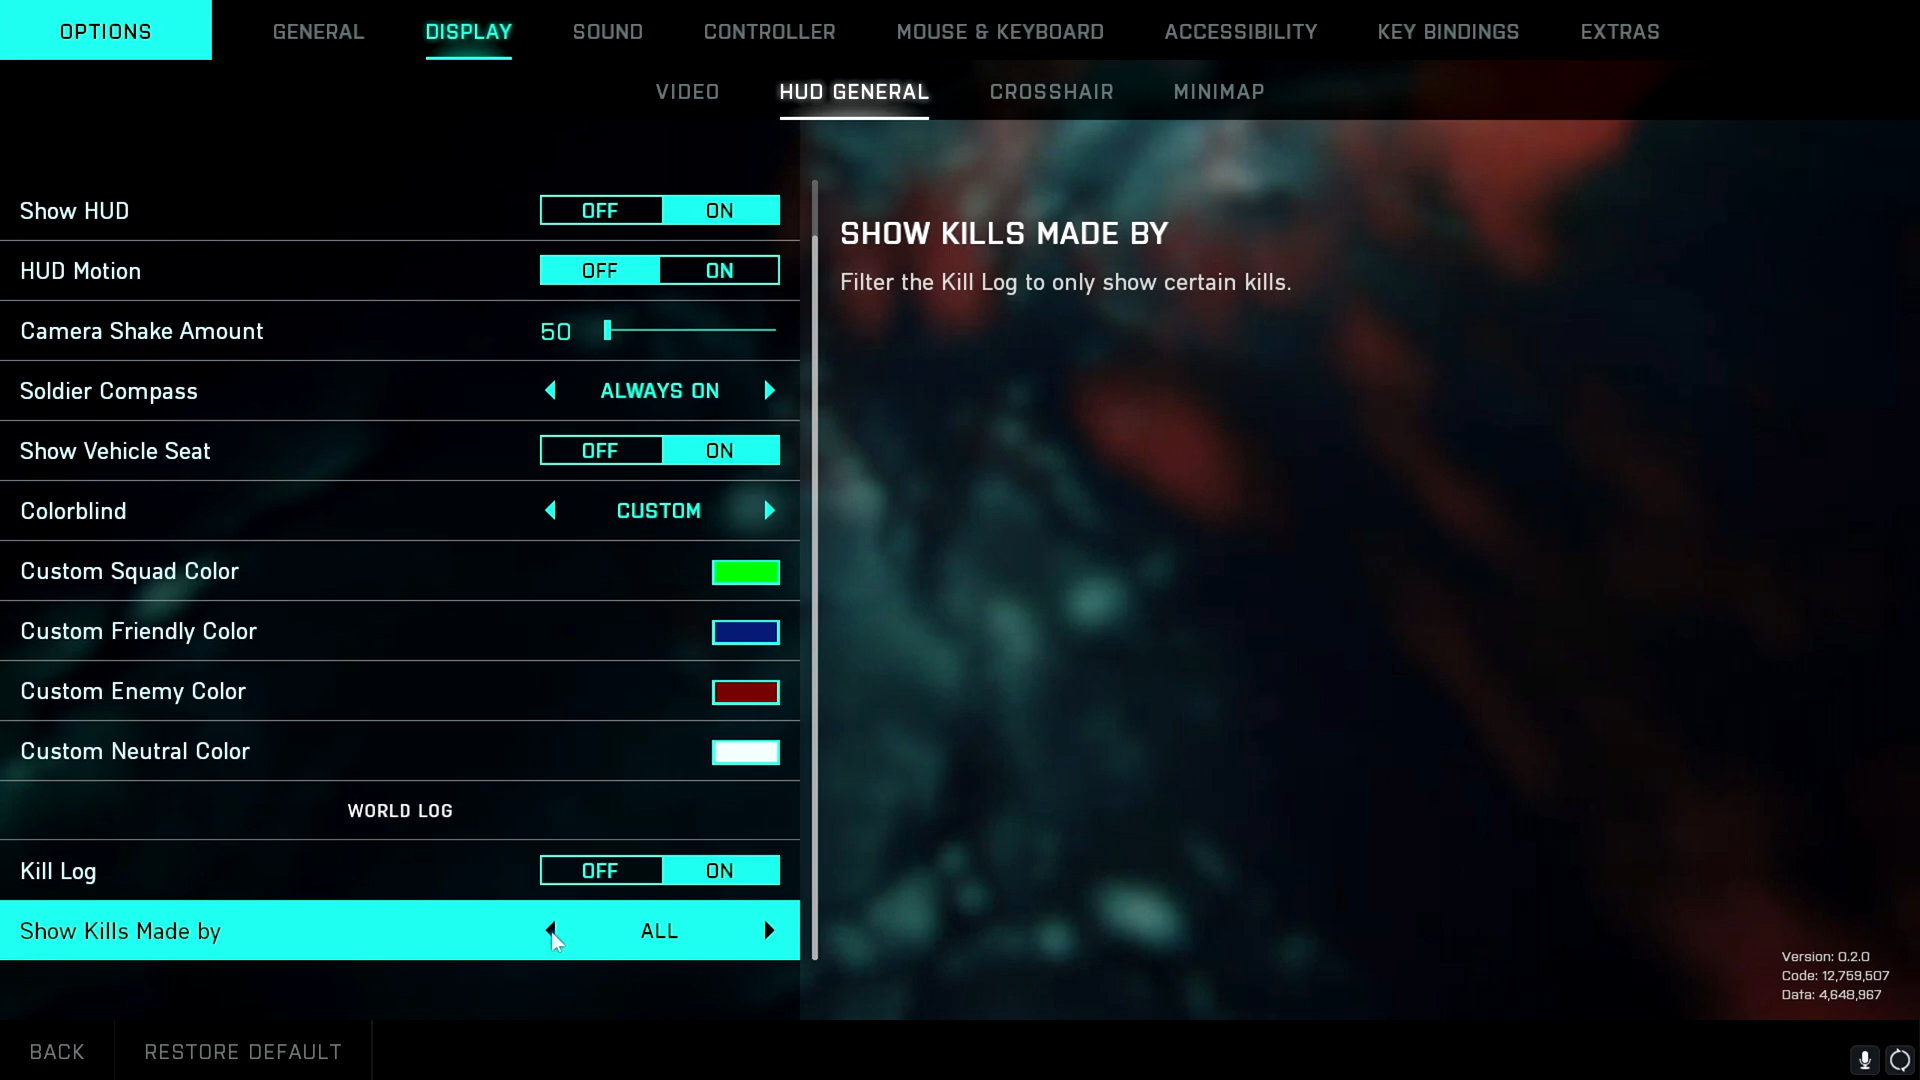 OPTIONS GENERAL DISPLAY SOUND CONTROLLER MOUSE & KEYBOARD ACCESSIBILITY KEY BINDINGS EXTRAS
VIDEO HUD GENERAL CROSSHAIR MINIMAP
Show HUD OFF ON
HUD Motion OFF ON
Camera Shake Amount 50
Soldier Compass ALWAYS ON
Show Vehicle Seat OFF ON
Colorblind CUSTOM
Custom Squad Color
Custom Friendly Color
Custom Enemy Color
Custom Neutral Color
WORLD LOG
Kill Log OFF ON
Show Kills Made by ALL
SHOW KILLS MADE BY
Filter the Kill Log to only show certain kills.
Version: 0.2.0
Code: 12,759,507
Data: 4,648,967
BACK RESTORE DEFAULT